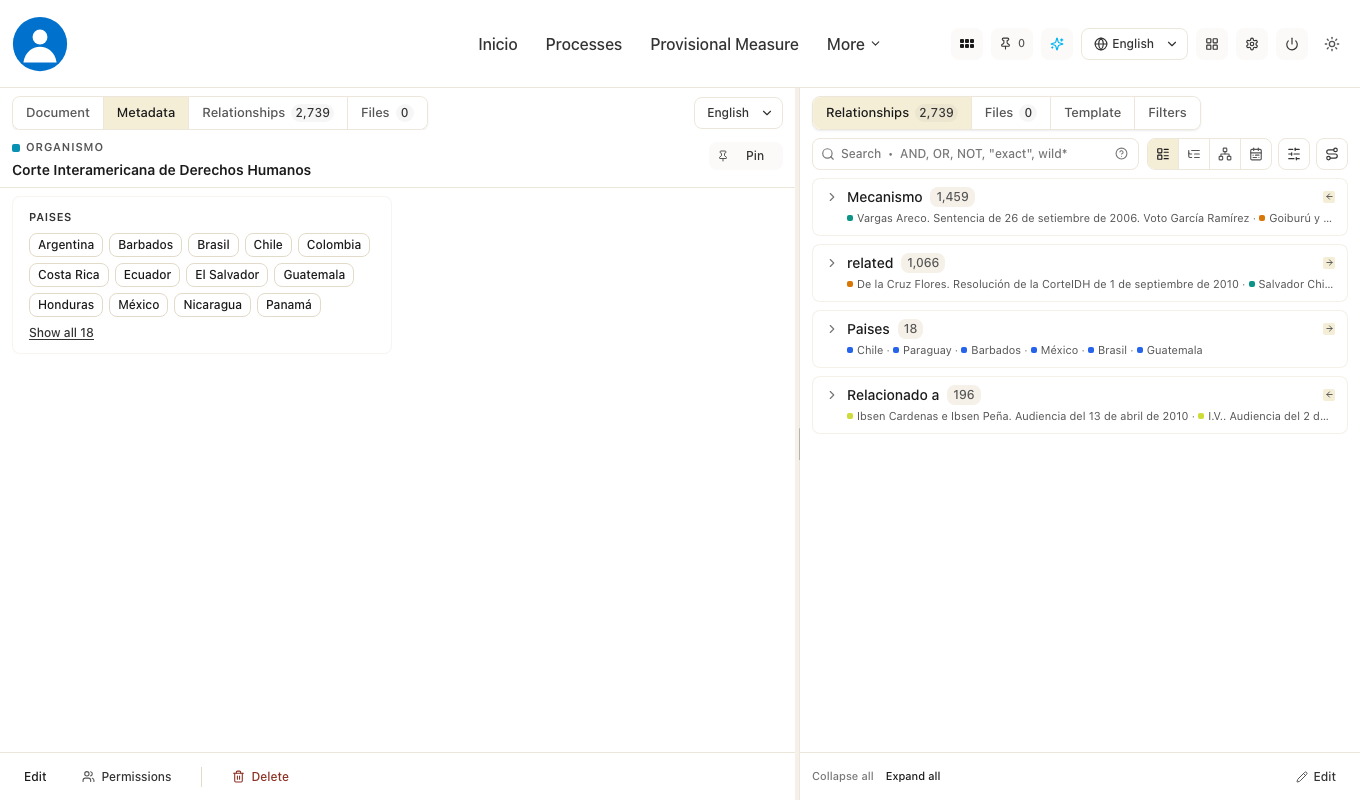 Inicio Processes Provisional Measure More 0 English
Document Metadata Relationships 2,739 Files 0 English
ORGANISMO
Corte Interamericana de Derechos Humanos
Pin
PAISES
Argentina Barbados Brasil Chile Colombia
Costa Rica Ecuador El Salvador Guatemala
Honduras México Nicaragua Panamá
Show all 18
Edit Permissions Delete
Relationships 2,739 Files 0 Template Filters
Search • AND, OR, NOT, "exact", wild*
Mecanismo 1,459
Vargas Areco. Sentencia de 26 de setiembre de 2006. Voto García Ramírez · Goiburú y ...
related 1,066
De la Cruz Flores. Resolución de la CorteIDH de 1 de septiembre de 2010 · Salvador Chi...
Paises 18
Chile · Paraguay · Barbados · México · Brasil · Guatemala
Relacionado a 196
Ibsen Cardenas e Ibsen Peña. Audiencia del 13 de abril de 2010 · I.V.. Audiencia del 2 d...
Collapse all Expand all Edit